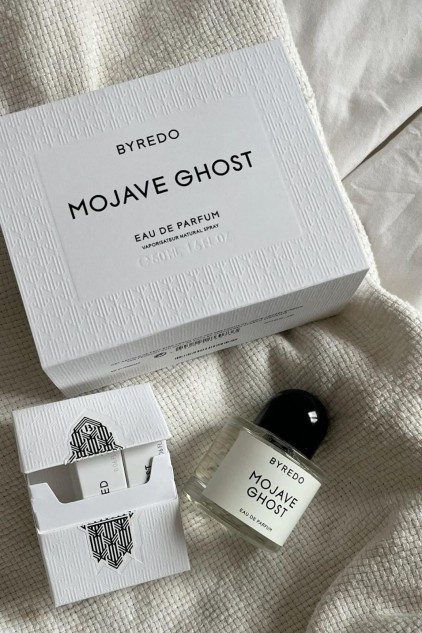 BYREDO
MOJAVE GHOST
EAU DE PARFUM
VAPORISATEUR NATURAL SPRAY
BYREDO
MOJAVE
GHOST
EAU DE PARFUM